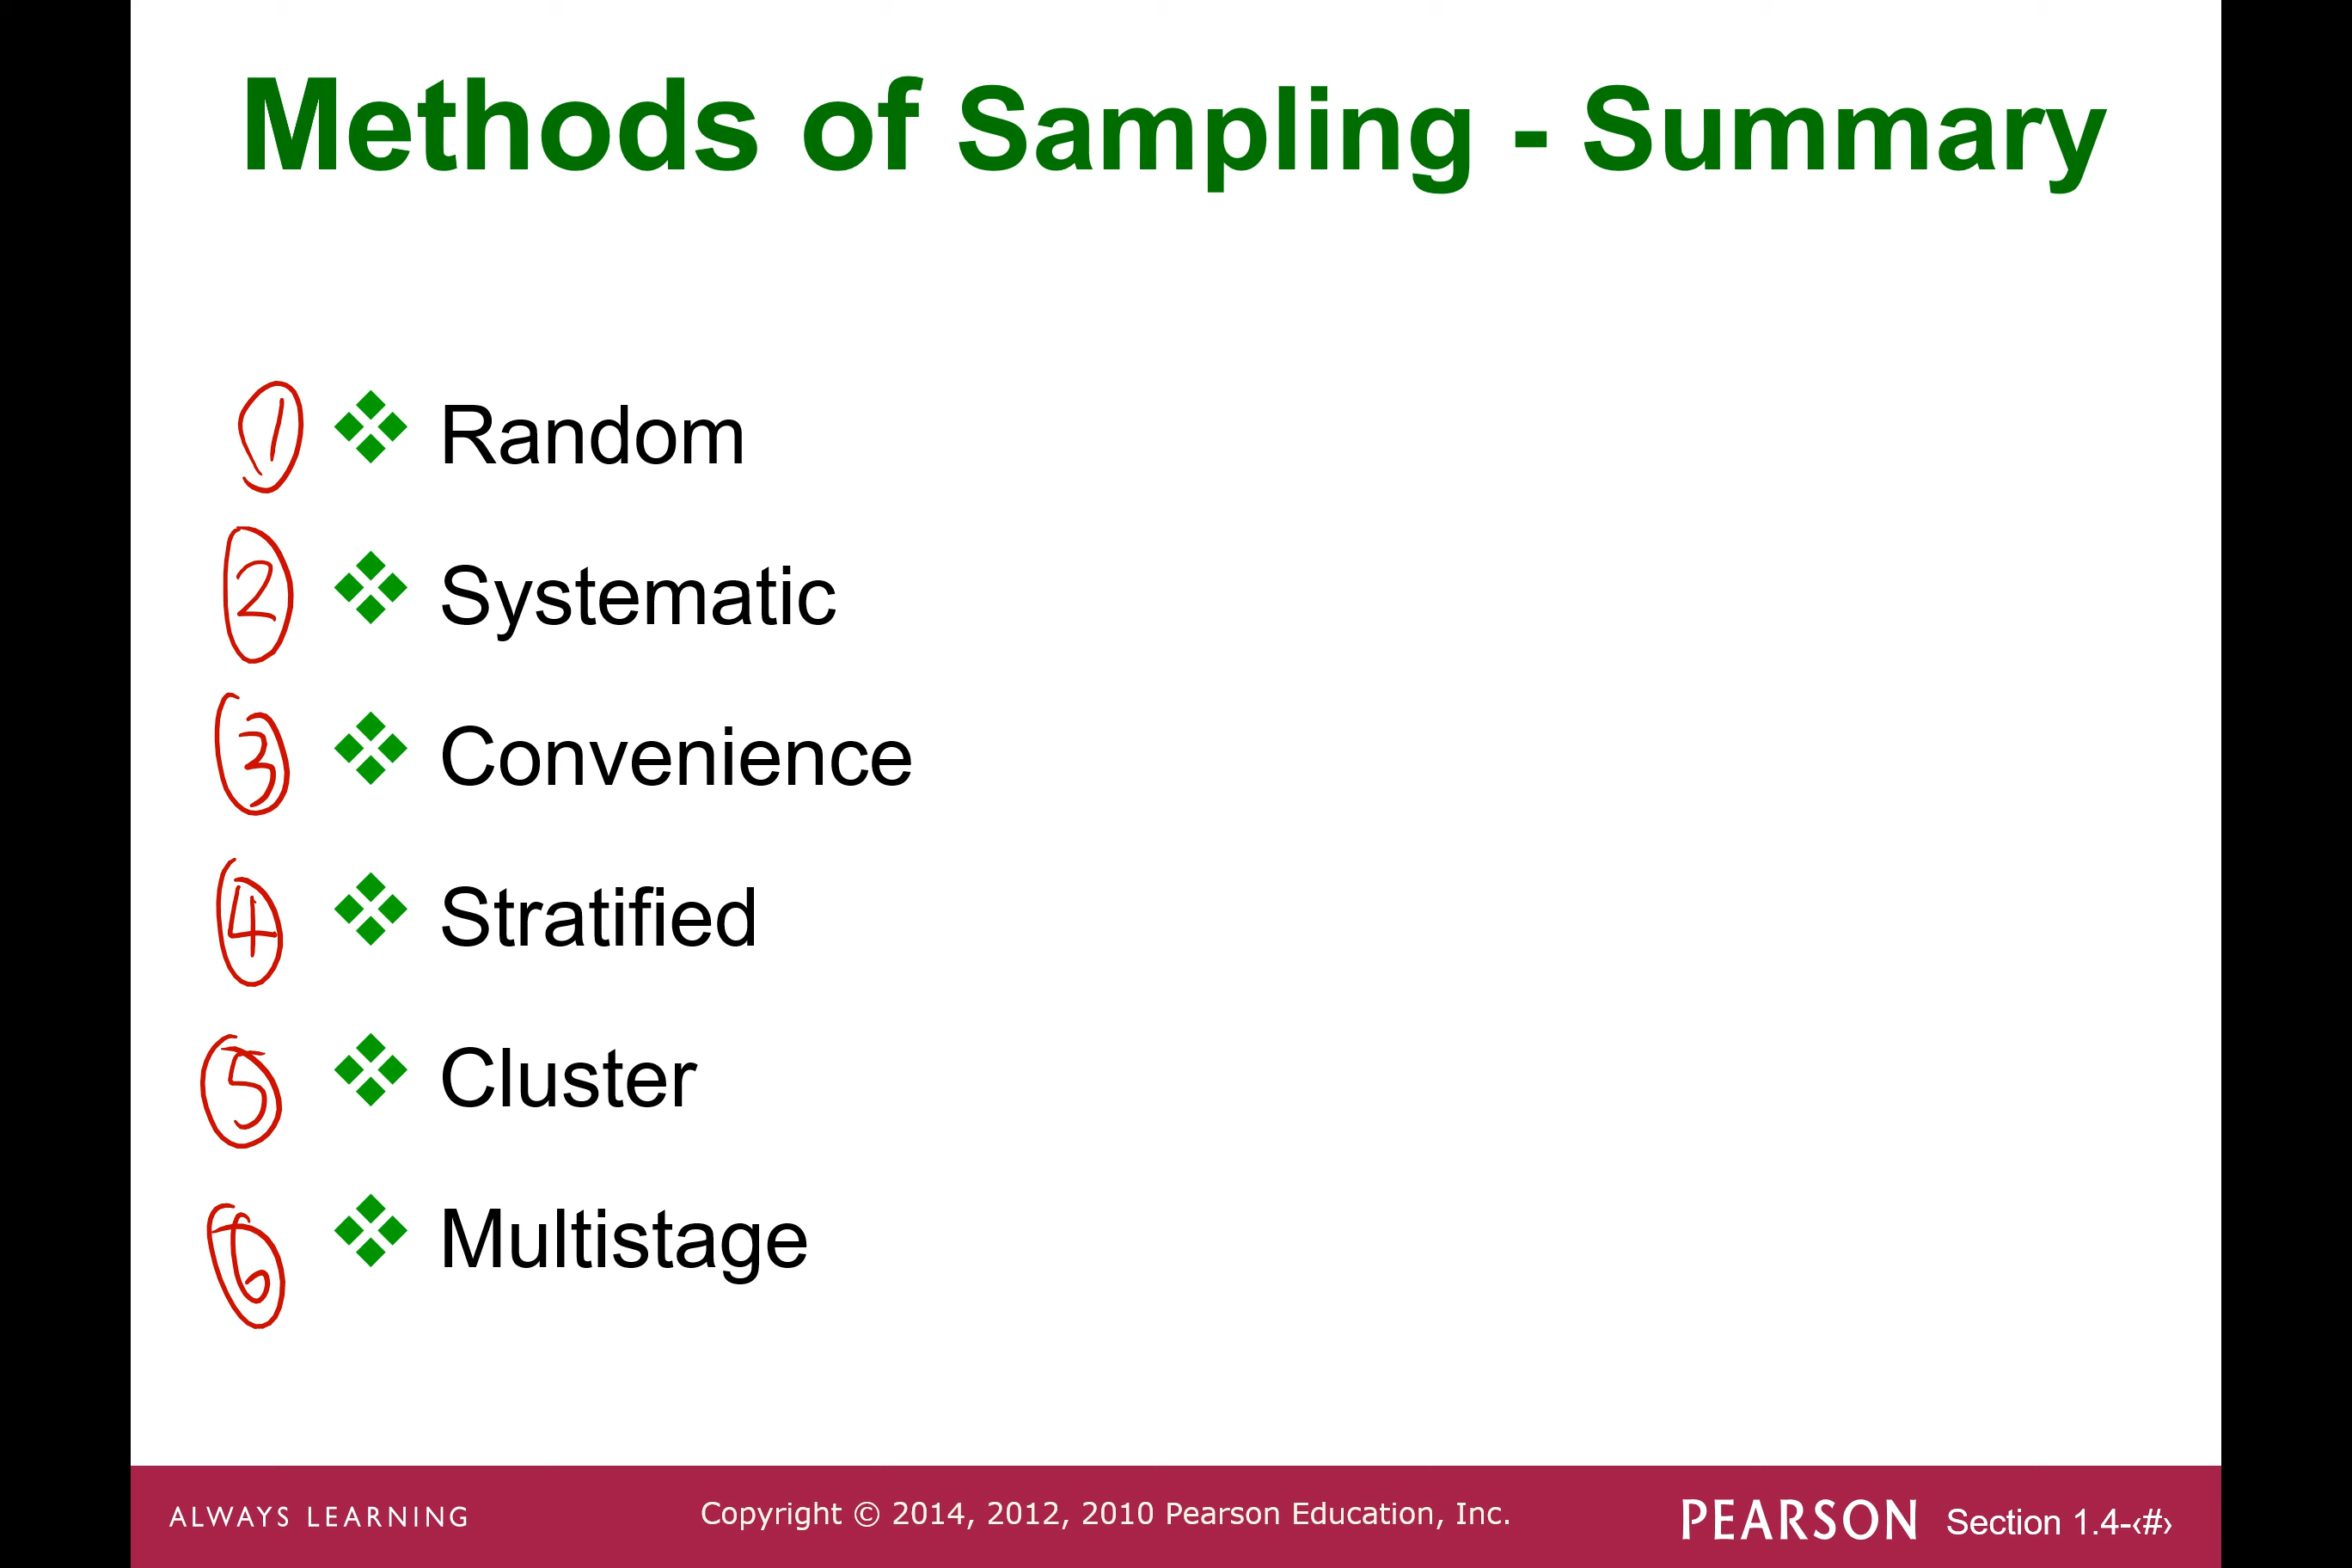 Methods of Sampling - Summary
1 ❖ Random
2 ❖ Systematic
3 ❖ Convenience
4 ❖ Stratified
5 ❖ Cluster
6 ❖ Multistage
ALWAYS LEARNING Copyright © 2014, 2012, 2010 Pearson Education, Inc. PEARSON Section 1.4-‹#›